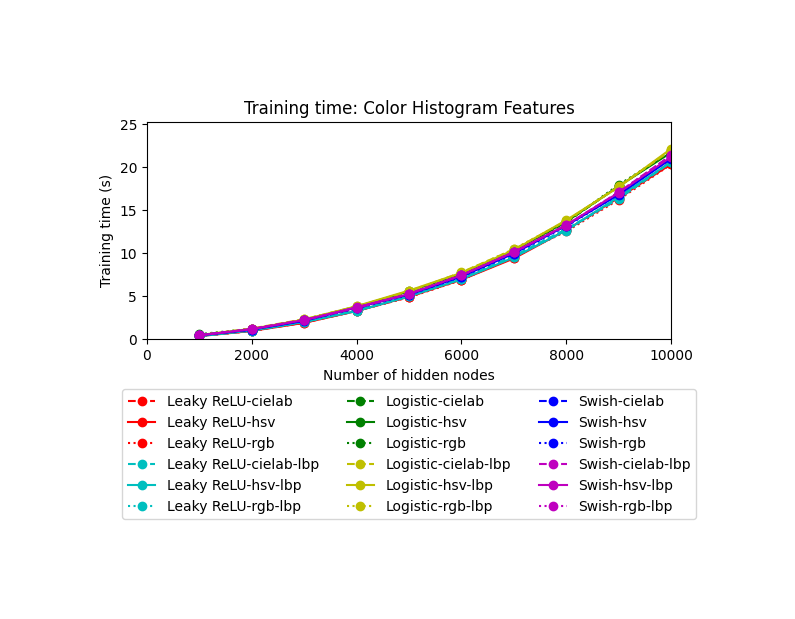 Training time: Color Histogram Features
25
20
15
10
5
0
Training time (s)
0 2000 4000 6000 8000 10000
Number of hidden nodes
Leaky ReLU-cielab Logistic-cielab Swish-cielab
Leaky ReLU-hsv Logistic-hsv Swish-hsv
Leaky ReLU-rgb Logistic-rgb Swish-rgb
Leaky ReLU-cielab-lbp Logistic-cielab-lbp Swish-cielab-lbp
Leaky ReLU-hsv-lbp Logistic-hsv-lbp Swish-hsv-lbp
Leaky ReLU-rgb-lbp Logistic-rgb-lbp Swish-rgb-lbp